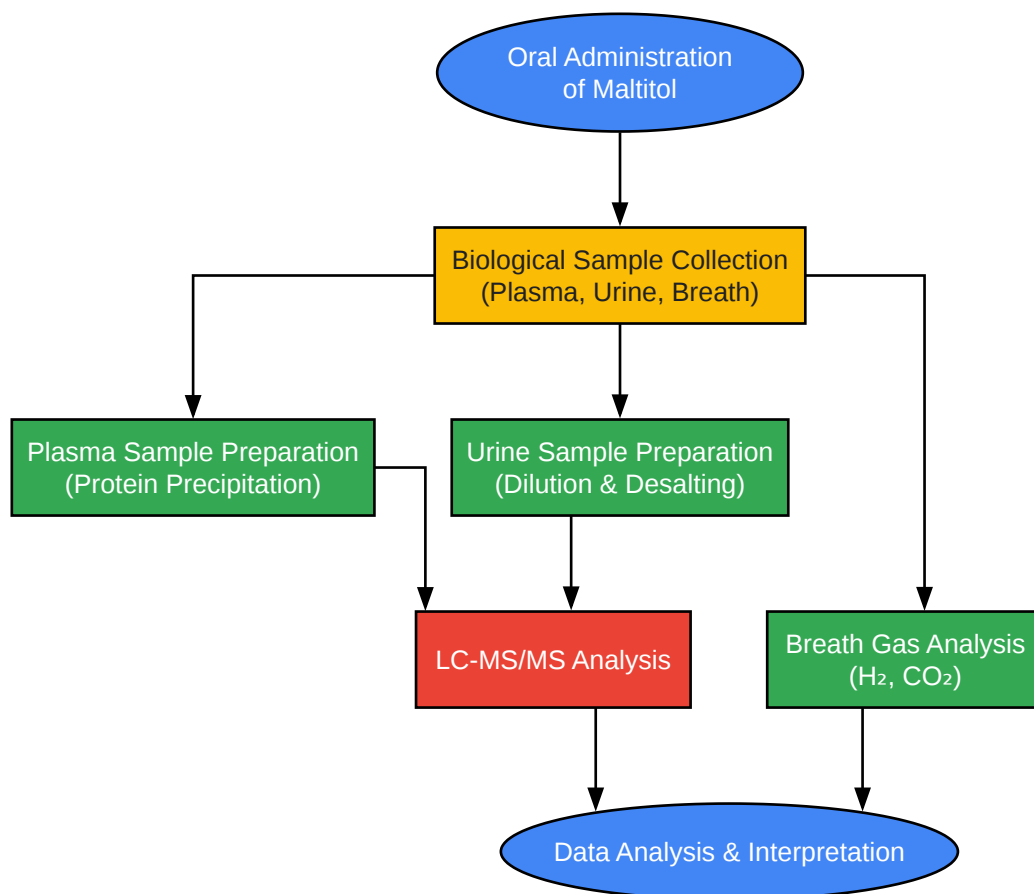 Oral Administration
of Maltitol
Biological Sample Collection
(Plasma, Urine, Breath)
Plasma Sample Preparation
(Protein Precipitation)
Urine Sample Preparation
(Dilution & Desalting)
LC-MS/MS Analysis
Breath Gas Analysis
(H₂, CO₂)
Data Analysis & Interpretation